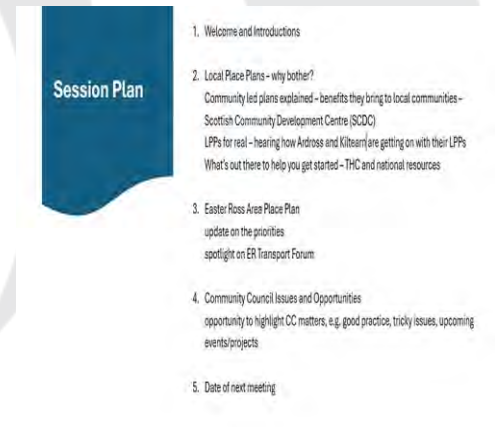 Session Plan
1. Welcome and Introductions
2. Local Place Plans – why bother?
Community led plans explained – benefits they bring to local communities –
Scottish Community Development Centre (SCDC)
LPPs for real – hearing how Ardross and Kiltearn are getting on with their LPPs
What's out there to help you get started – THC and national resources
3. Easter Ross Area Place Plan
update on the priorities
spotlight on ER Transport Forum
4. Community Council Issues and Opportunities
opportunity to highlight CC matters, e.g. good practice, tricky issues, upcoming
events/projects
5. Date of next meeting